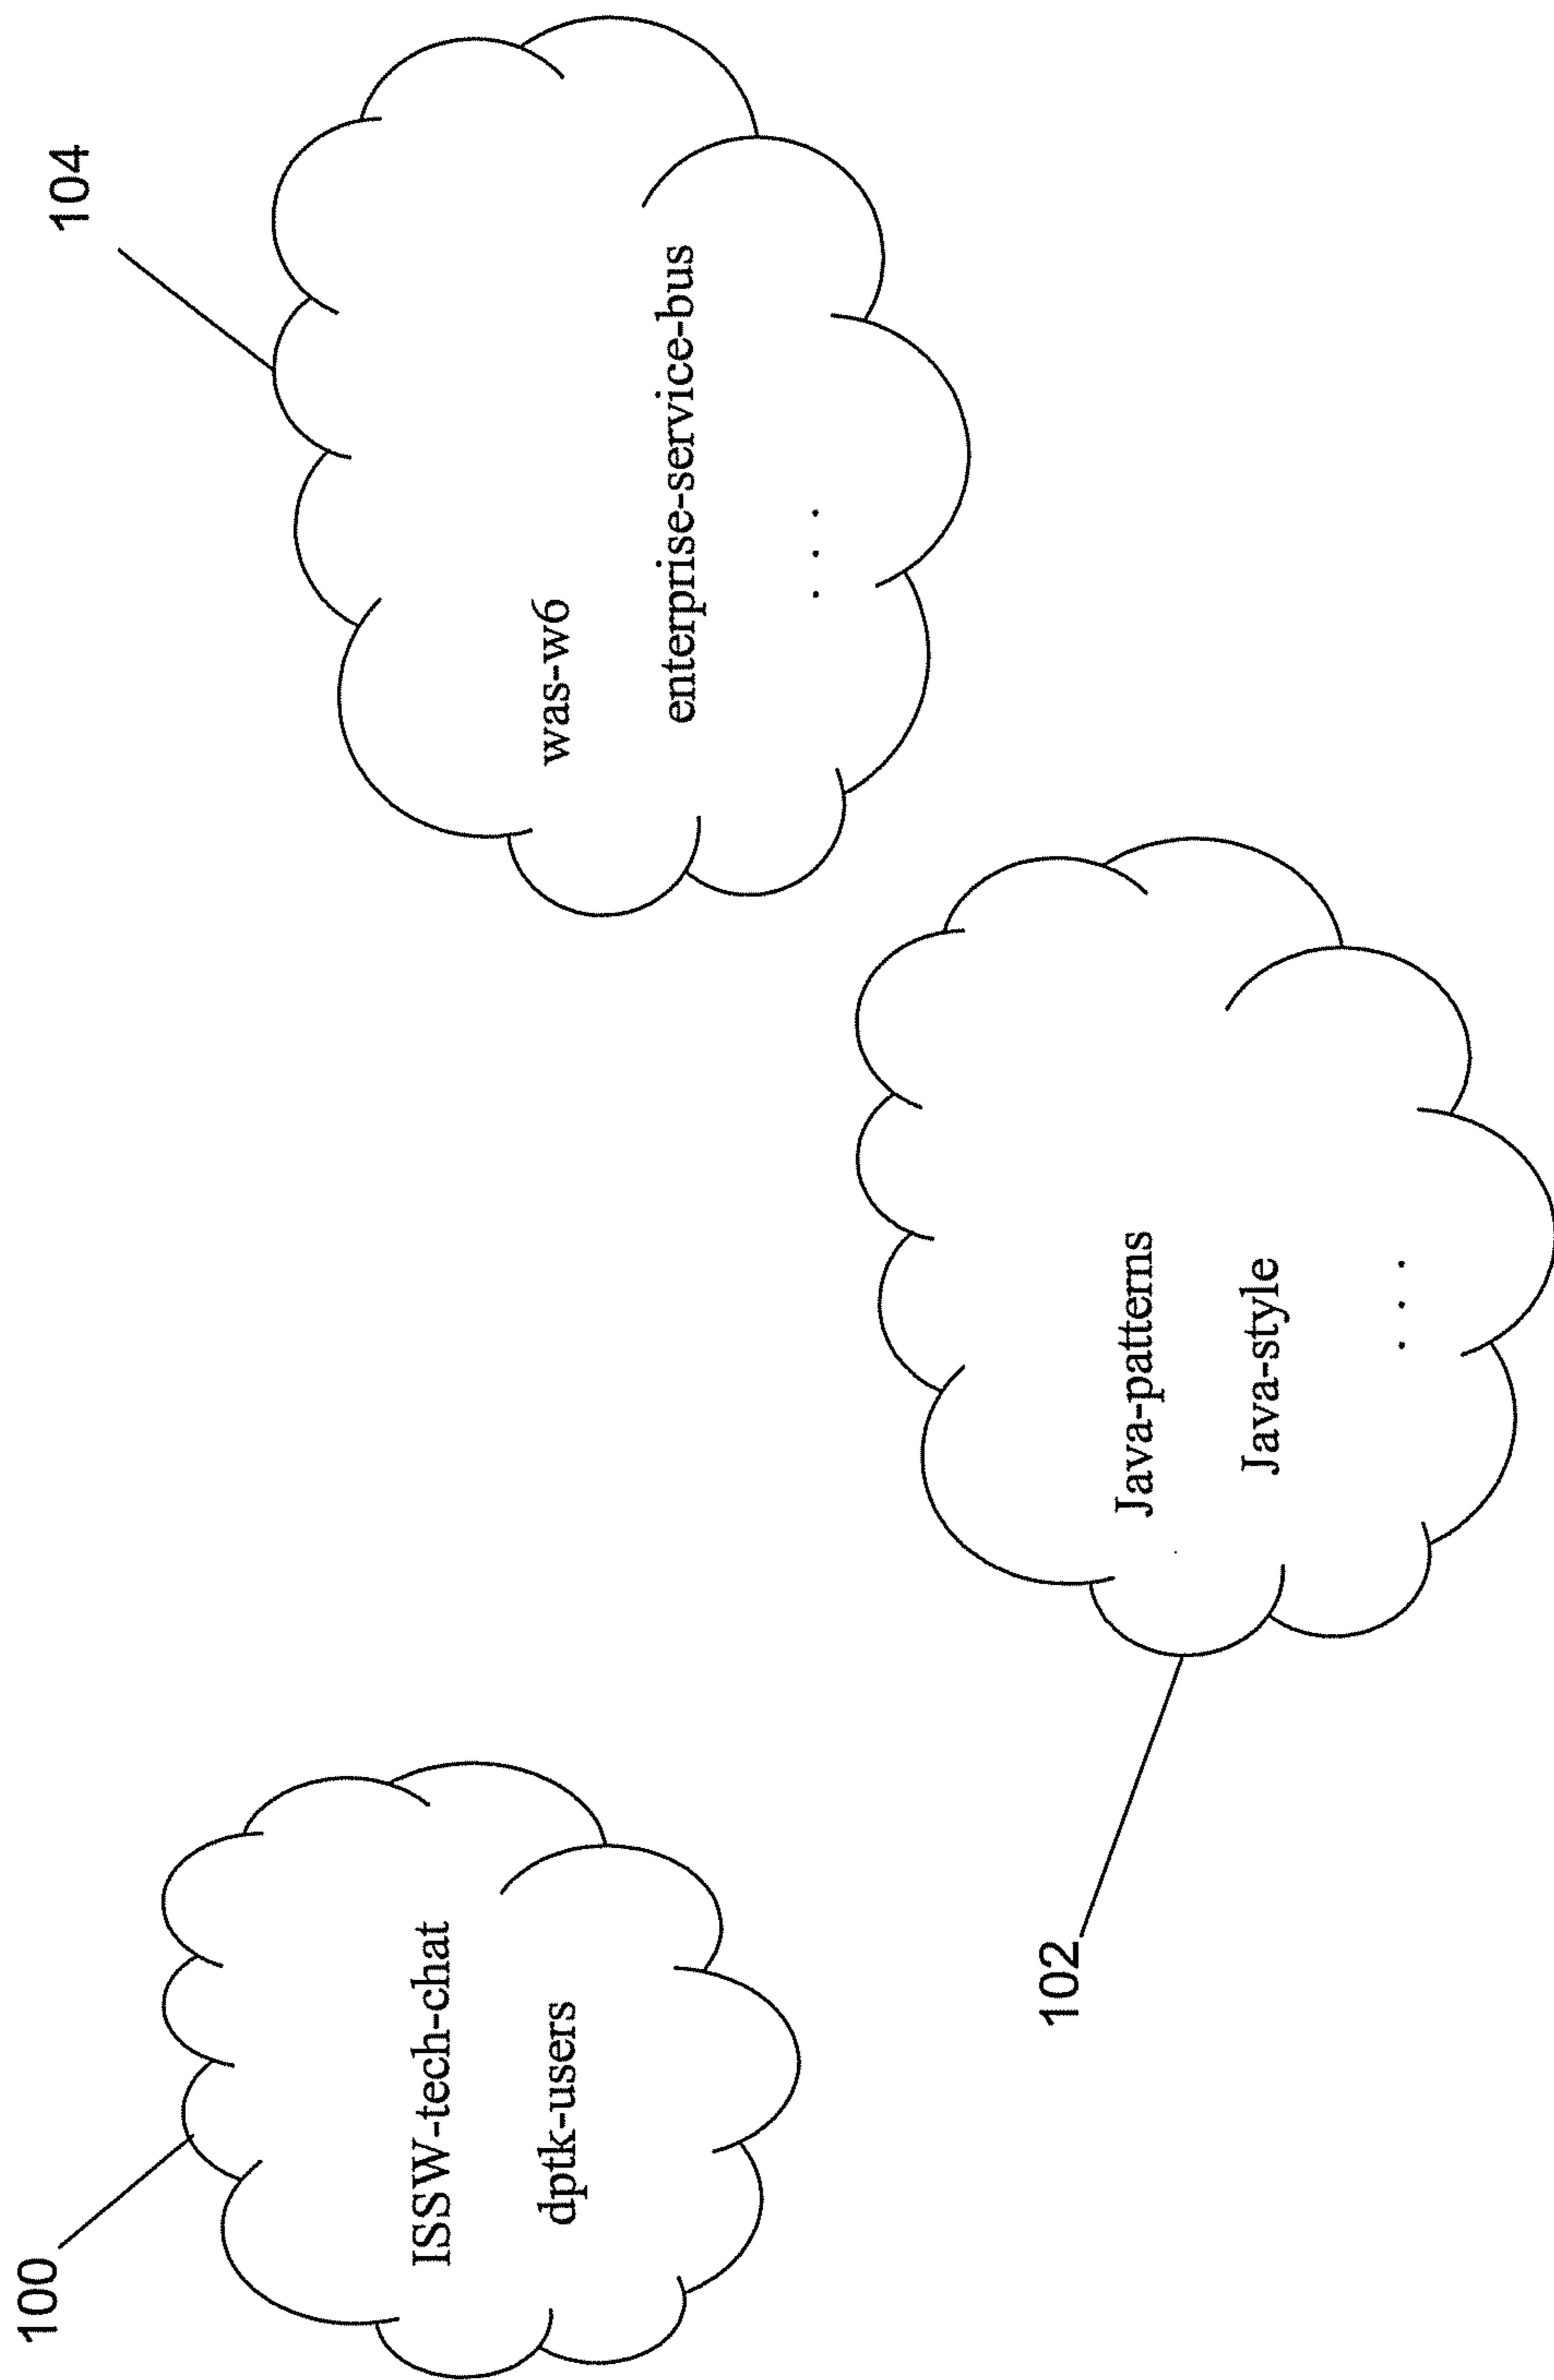 100
ISSW-tech-chat
dptk-users
102
Java-patterns
Java-style
. . .
104
was-w6
enterprise-service-bus
. . .